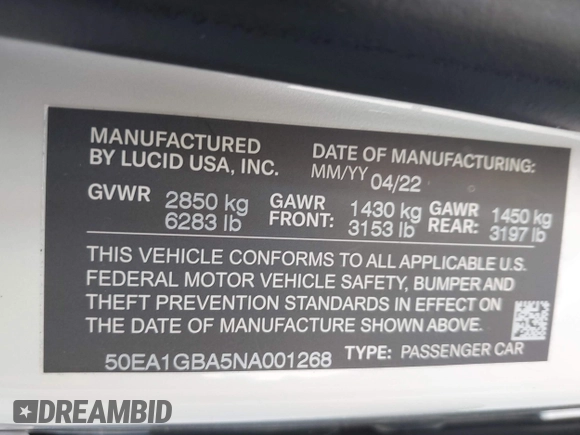 MANUFACTURED BY LUCID USA, INC.
DATE OF MANUFACTURING:
MM/YY 04/22
GVWR 2850 kg
6283 lb
GAWR FRONT: 1430 kg
3153 lb
GAWR REAR: 1450 kg
3197 lb
THIS VEHICLE CONFORMS TO ALL APPLICABLE U.S.
FEDERAL MOTOR VEHICLE SAFETY, BUMPER AND
THEFT PREVENTION STANDARDS IN EFFECT ON
THE DATE OF MANUFACTURE SHOWN ABOVE.
50EA1GBA5NA001268 TYPE: PASSENGER CAR
DREAMBID